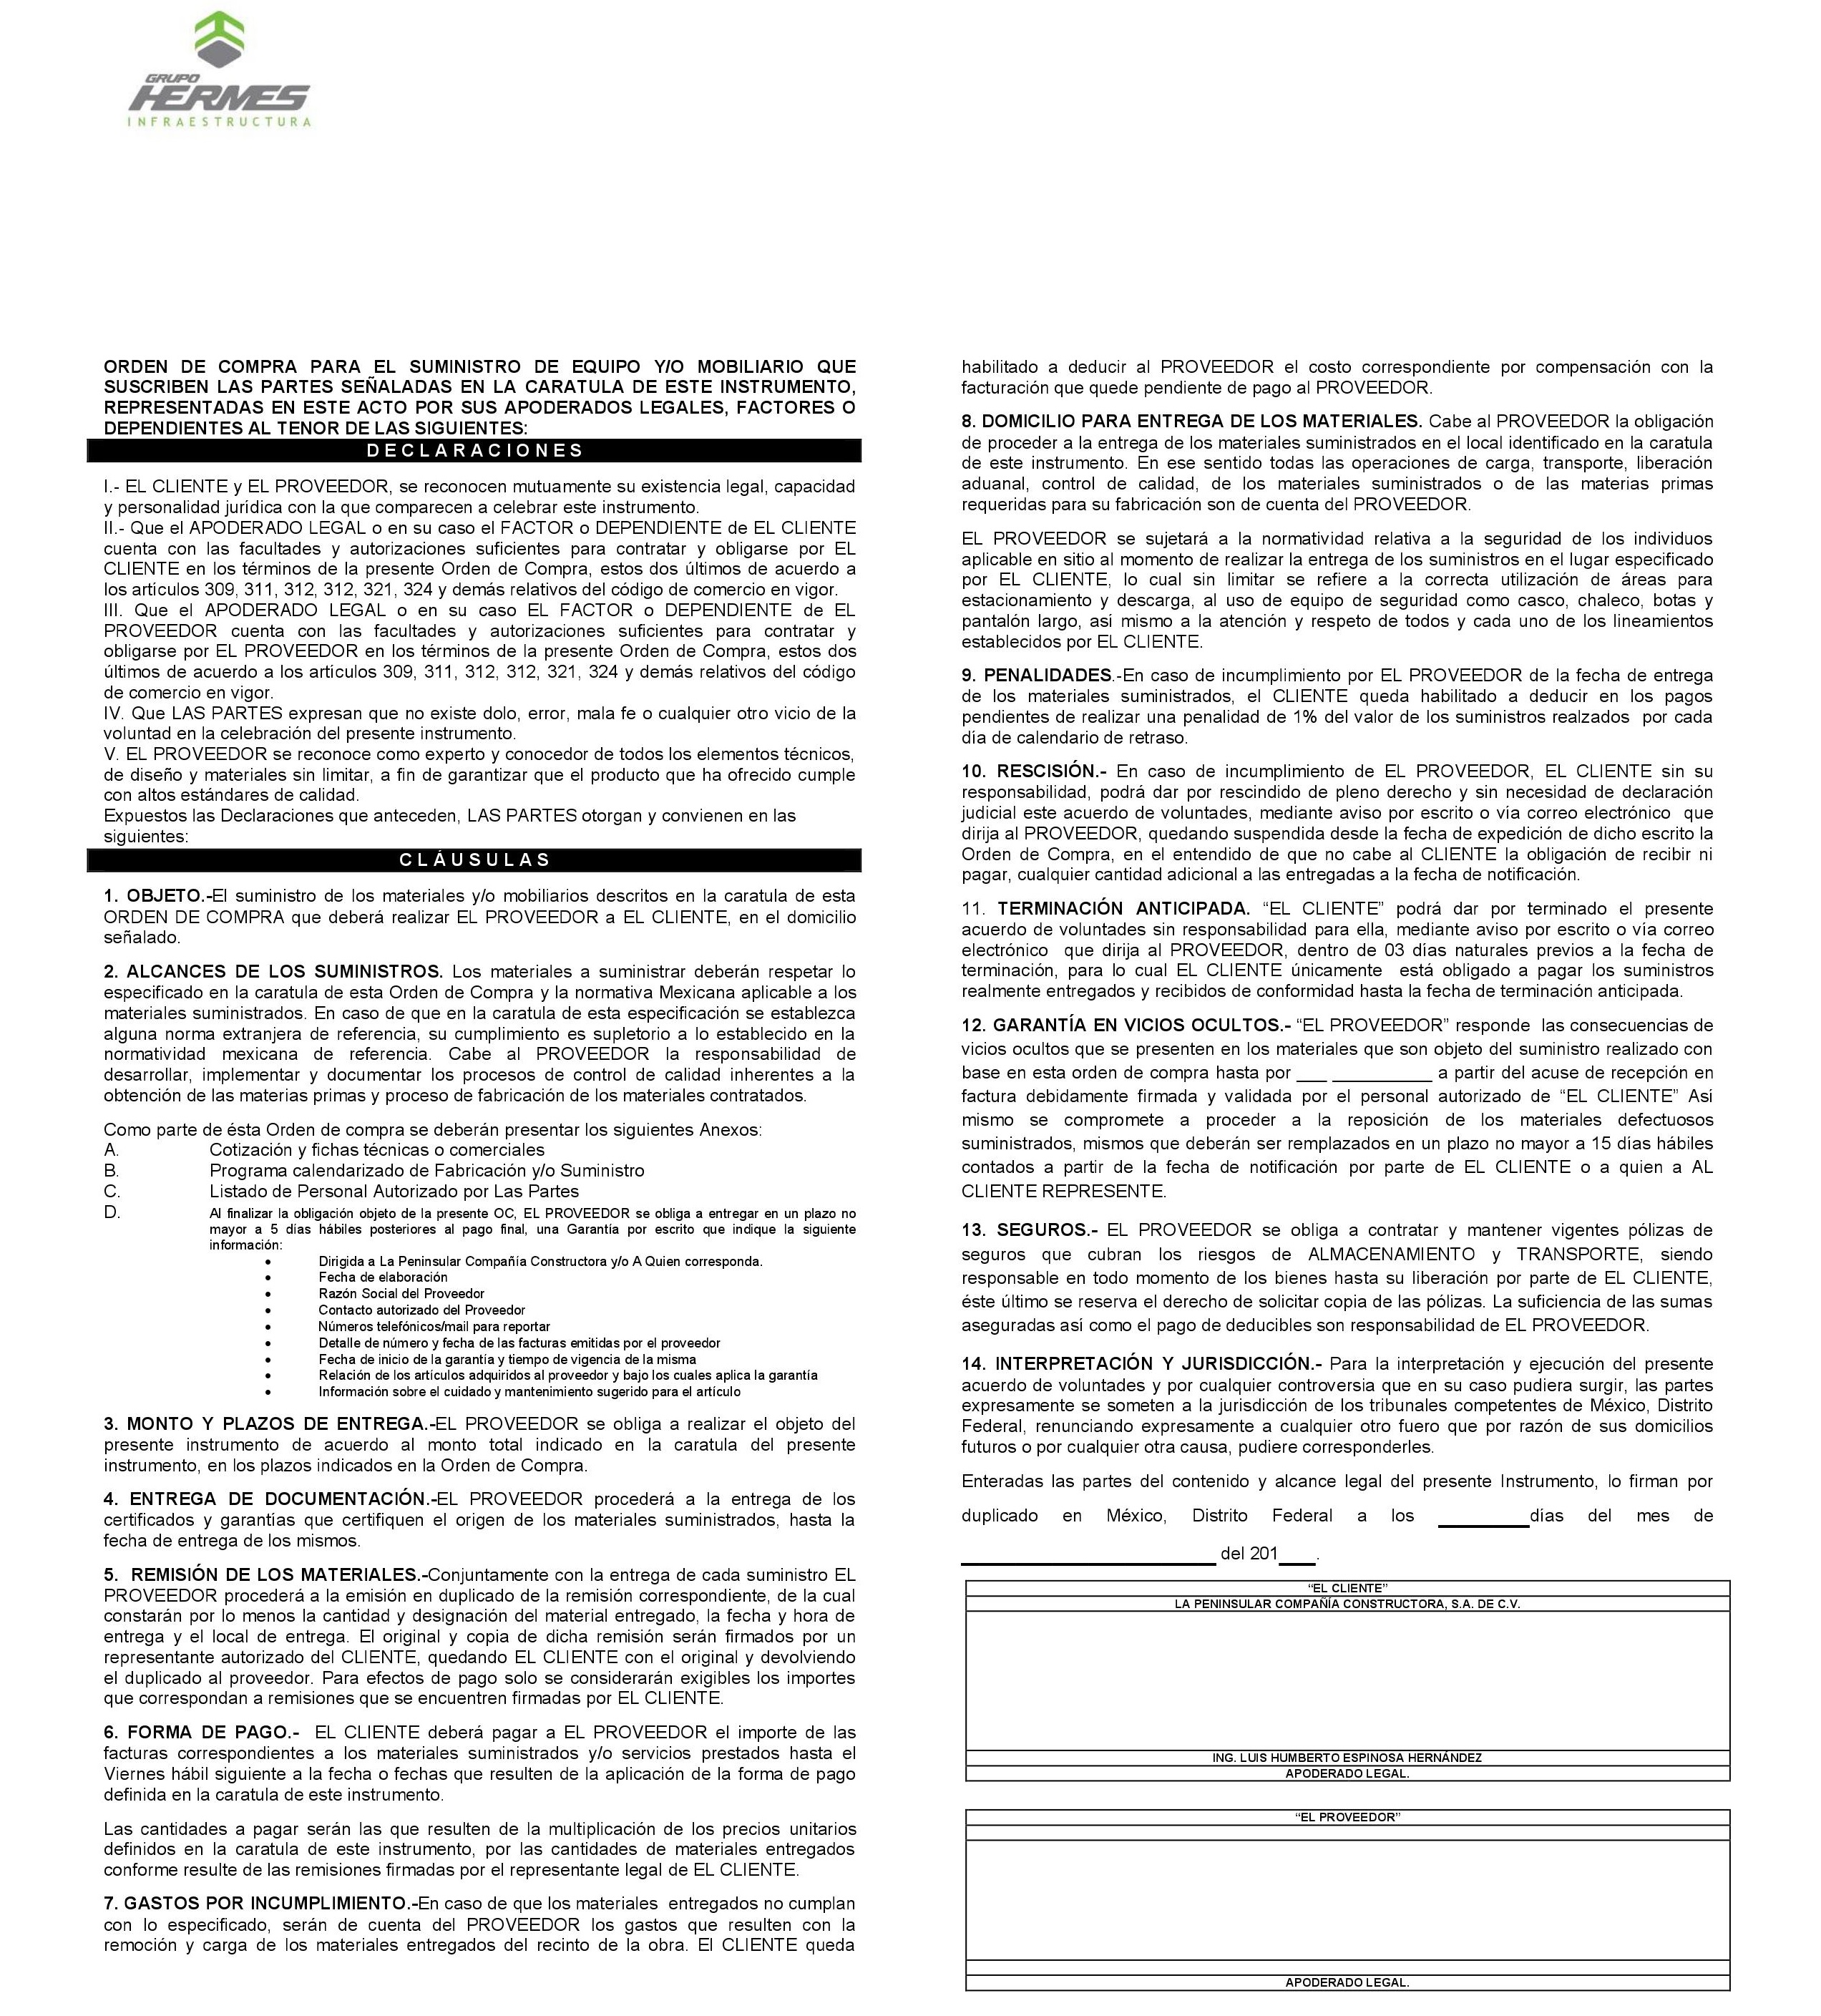 GRUPO
HERMES
INFRAESTRUCTURA
ORDEN DE COMPRA PARA EL SUMINISTRO DE EQUIPO Y/O MOBILIARIO QUE
SUSCRIBEN LAS PARTES SEÑALADAS EN LA CARATULA DE ESTE INSTRUMENTO,
REPRESENTADAS EN ESTE ACTO POR SUS APODERADOS LEGALES, FACTORES O
DEPENDIENTES AL TENOR DE LAS SIGUIENTES:
DECLARACIONES
I.- EL CLIENTE y EL PROVEEDOR, se reconocen mutuamente su existencia legal, capacidad
y personalidad jurídica con la que comparecen a celebrar este instrumento.
II.- Que el APODERADO LEGAL o en su caso el FACTOR o DEPENDIENTE de EL CLIENTE
cuenta con las facultades y autorizaciones suficientes para contratar y obligarse por EL
CLIENTE en los términos de la presente Orden de Compra, estos dos últimos de acuerdo a
los artículos 309, 311, 312, 312, 321, 324 y demás relativos del código de comercio en vigor.
III. Que el APODERADO LEGAL o en su caso EL FACTOR o DEPENDIENTE de EL
PROVEEDOR cuenta con las facultades y autorizaciones suficientes para contratar y
obligarse por EL PROVEEDOR en los términos de la presente Orden de Compra, estos dos
últimos de acuerdo a los artículos 309, 311, 312, 312, 321, 324 y demás relativos del código
de comercio en vigor.
IV. Que LAS PARTES expresan que no existe dolo, error, mala fe o cualquier otro vicio de la
voluntad en la celebración del presente instrumento.
V. EL PROVEEDOR se reconoce como experto y conocedor de todos los elementos técnicos,
de diseño y materiales sin limitar, a fin de garantizar que el producto que ha ofrecido cumple
con altos estándares de calidad.
Expuestos las Declaraciones que anteceden, LAS PARTES otorgan y convienen en las
siguientes:
CLÁUSULAS
1. OBJETO.-El suministro de los materiales y/o mobiliarios descritos en la caratula de esta
ORDEN DE COMPRA que deberá realizar EL PROVEEDOR a EL CLIENTE, en el domicilio
señalado.
2. ALCANCES DE LOS SUMINISTROS. Los materiales a suministrar deberán respetar lo
especificado en la caratula de esta Orden de Compra y la normativa Mexicana aplicable a los
materiales suministrados. En caso de que en la caratula de esta especificación se establezca
alguna norma extranjera de referencia, su cumplimiento es supletorio a lo establecido en la
normatividad mexicana de referencia. Cabe al PROVEEDOR la responsabilidad de
desarrollar, implementar y documentar los procesos de control de calidad inherentes a la
obtención de las materias primas y proceso de fabricación de los materiales contratados.
Como parte de ésta Orden de compra se deberán presentar los siguientes Anexos:
A. Cotización y fichas técnicas o comerciales
B. Programa calendarizado de Fabricación y/o Suministro
C. Listado de Personal Autorizado por Las Partes
D. Al finalizar la obligación objeto de la presente OC, EL PROVEEDOR se obliga a entregar en un plazo no
mayor a 5 días hábiles posteriores al pago final, una Garantía por escrito que indique la siguiente
información:
• Dirigida a La Peninsular Compañía Constructora y/o A Quien corresponda.
• Fecha de elaboración
• Razón Social del Proveedor
• Contacto autorizado del Proveedor
• Números telefónicos/mail para reportar
• Detalle de número y fecha de las facturas emitidas por el proveedor
• Fecha de inicio de la garantía y tiempo de vigencia de la misma
• Relación de los artículos adquiridos al proveedor y bajo los cuales aplica la garantía
• Información sobre el cuidado y mantenimiento sugerido para el artículo
3. MONTO Y PLAZOS DE ENTREGA.-EL PROVEEDOR se obliga a realizar el objeto del
presente instrumento de acuerdo al monto total indicado en la caratula del presente
instrumento, en los plazos indicados en la Orden de Compra.
4. ENTREGA DE DOCUMENTACIÓN.-EL PROVEEDOR procederá a la entrega de los
certificados y garantías que certifiquen el origen de los materiales suministrados, hasta la
fecha de entrega de los mismos.
5. REMISIÓN DE LOS MATERIALES.-Conjuntamente con la entrega de cada suministro EL
PROVEEDOR procederá a la emisión en duplicado de la remisión correspondiente, de la cual
constarán por lo menos la cantidad y designación del material entregado, la fecha y hora de
entrega y el local de entrega. El original y copia de dicha remisión serán firmados por un
representante autorizado del CLIENTE, quedando EL CLIENTE con el original y devolviendo
el duplicado al proveedor. Para efectos de pago solo se considerarán exigibles los importes
que correspondan a remisiones que se encuentren firmadas por EL CLIENTE.
6. FORMA DE PAGO.- EL CLIENTE deberá pagar a EL PROVEEDOR el importe de las
facturas correspondientes a los materiales suministrados y/o servicios prestados hasta el
Viernes hábil siguiente a la fecha o fechas que resulten de la aplicación de la forma de pago
definida en la caratula de este instrumento.
Las cantidades a pagar serán las que resulten de la multiplicación de los precios unitarios
definidos en la caratula de este instrumento, por las cantidades de materiales entregados
conforme resulte de las remisiones firmadas por el representante legal de EL CLIENTE.
7. GASTOS POR INCUMPLIMIENTO.-En caso de que los materiales entregados no cumplan
con lo especificado, serán de cuenta del PROVEEDOR los gastos que resulten con la
remoción y carga de los materiales entregados del recinto de la obra. El CLIENTE queda
habilitado a deducir al PROVEEDOR el costo correspondiente por compensación con la
facturación que quede pendiente de pago al PROVEEDOR.
8. DOMICILIO PARA ENTREGA DE LOS MATERIALES. Cabe al PROVEEDOR la obligación
de proceder a la entrega de los materiales suministrados en el local identificado en la caratula
de este instrumento. En ese sentido todas las operaciones de carga, transporte, liberación
aduanal, control de calidad, de los materiales suministrados o de las materias primas
requeridas para su fabricación son de cuenta del PROVEEDOR.
EL PROVEEDOR se sujetará a la normatividad relativa a la seguridad de los individuos
aplicable en sitio al momento de realizar la entrega de los suministros en el lugar especificado
por EL CLIENTE, lo cual sin limitar se refiere a la correcta utilización de áreas para
estacionamiento y descarga, al uso de equipo de seguridad como casco, chaleco, botas y
pantalón largo, así mismo a la atención y respeto de todos y cada uno de los lineamientos
establecidos por EL CLIENTE.
9. PENALIDADES.-En caso de incumplimiento por EL PROVEEDOR de la fecha de entrega
de los materiales suministrados, el CLIENTE queda habilitado a deducir en los pagos
pendientes de realizar una penalidad de 1% del valor de los suministros realzados por cada
día de calendario de retraso.
10. RESCISIÓN.- En caso de incumplimiento de EL PROVEEDOR, EL CLIENTE sin su
responsabilidad, podrá dar por rescindido de pleno derecho y sin necesidad de declaración
judicial este acuerdo de voluntades, mediante aviso por escrito o vía correo electrónico que
dirija al PROVEEDOR, quedando suspendida desde la fecha de expedición de dicho escrito la
Orden de Compra, en el entendido de que no cabe al CLIENTE la obligación de recibir ni
pagar, cualquier cantidad adicional a las entregadas a la fecha de notificación.
11. TERMINACIÓN ANTICIPADA. “EL CLIENTE” podrá dar por terminado el presente
acuerdo de voluntades sin responsabilidad para ella, mediante aviso por escrito o vía correo
electrónico que dirija al PROVEEDOR, dentro de 03 días naturales previos a la fecha de
terminación, para lo cual EL CLIENTE únicamente está obligado a pagar los suministros
realmente entregados y recibidos de conformidad hasta la fecha de terminación anticipada.
12. GARANTÍA EN VICIOS OCULTOS.- “EL PROVEEDOR” responde las consecuencias de
vicios ocultos que se presenten en los materiales que son objeto del suministro realizado con
base en esta orden de compra hasta por ___ __________ a partir del acuse de recepción en
factura debidamente firmada y validada por el personal autorizado de “EL CLIENTE” Así
mismo se compromete a proceder a la reposición de los materiales defectuosos
suministrados, mismos que deberán ser remplazados en un plazo no mayor a 15 días hábiles
contados a partir de la fecha de notificación por parte de EL CLIENTE o a quien a AL
CLIENTE REPRESENTE.
13. SEGUROS.- EL PROVEEDOR se obliga a contratar y mantener vigentes pólizas de
seguros que cubran los riesgos de ALMACENAMIENTO y TRANSPORTE, siendo
responsable en todo momento de los bienes hasta su liberación por parte de EL CLIENTE,
éste último se reserva el derecho de solicitar copia de las pólizas. La suficiencia de las sumas
aseguradas así como el pago de deducibles son responsabilidad de EL PROVEEDOR.
14. INTERPRETACIÓN Y JURISDICCIÓN.- Para la interpretación y ejecución del presente
acuerdo de voluntades y por cualquier controversia que en su caso pudiera surgir, las partes
expresamente se someten a la jurisdicción de los tribunales competentes de México, Distrito
Federal, renunciando expresamente a cualquier otro fuero que por razón de sus domicilios
futuros o por cualquier otra causa, pudiere corresponderles.
Enteradas las partes del contenido y alcance legal del presente Instrumento, lo firman por
duplicado en México, Distrito Federal a los _________días del mes de
_________________________ del 201____.
“EL CLIENTE”
LA PENINSULAR COMPAÑÍA CONSTRUCTORA, S.A. DE C.V.
ING. LUIS HUMBERTO ESPINOSA HERNÁNDEZ
APODERADO LEGAL.
“EL PROVEEDOR”
APODERADO LEGAL.